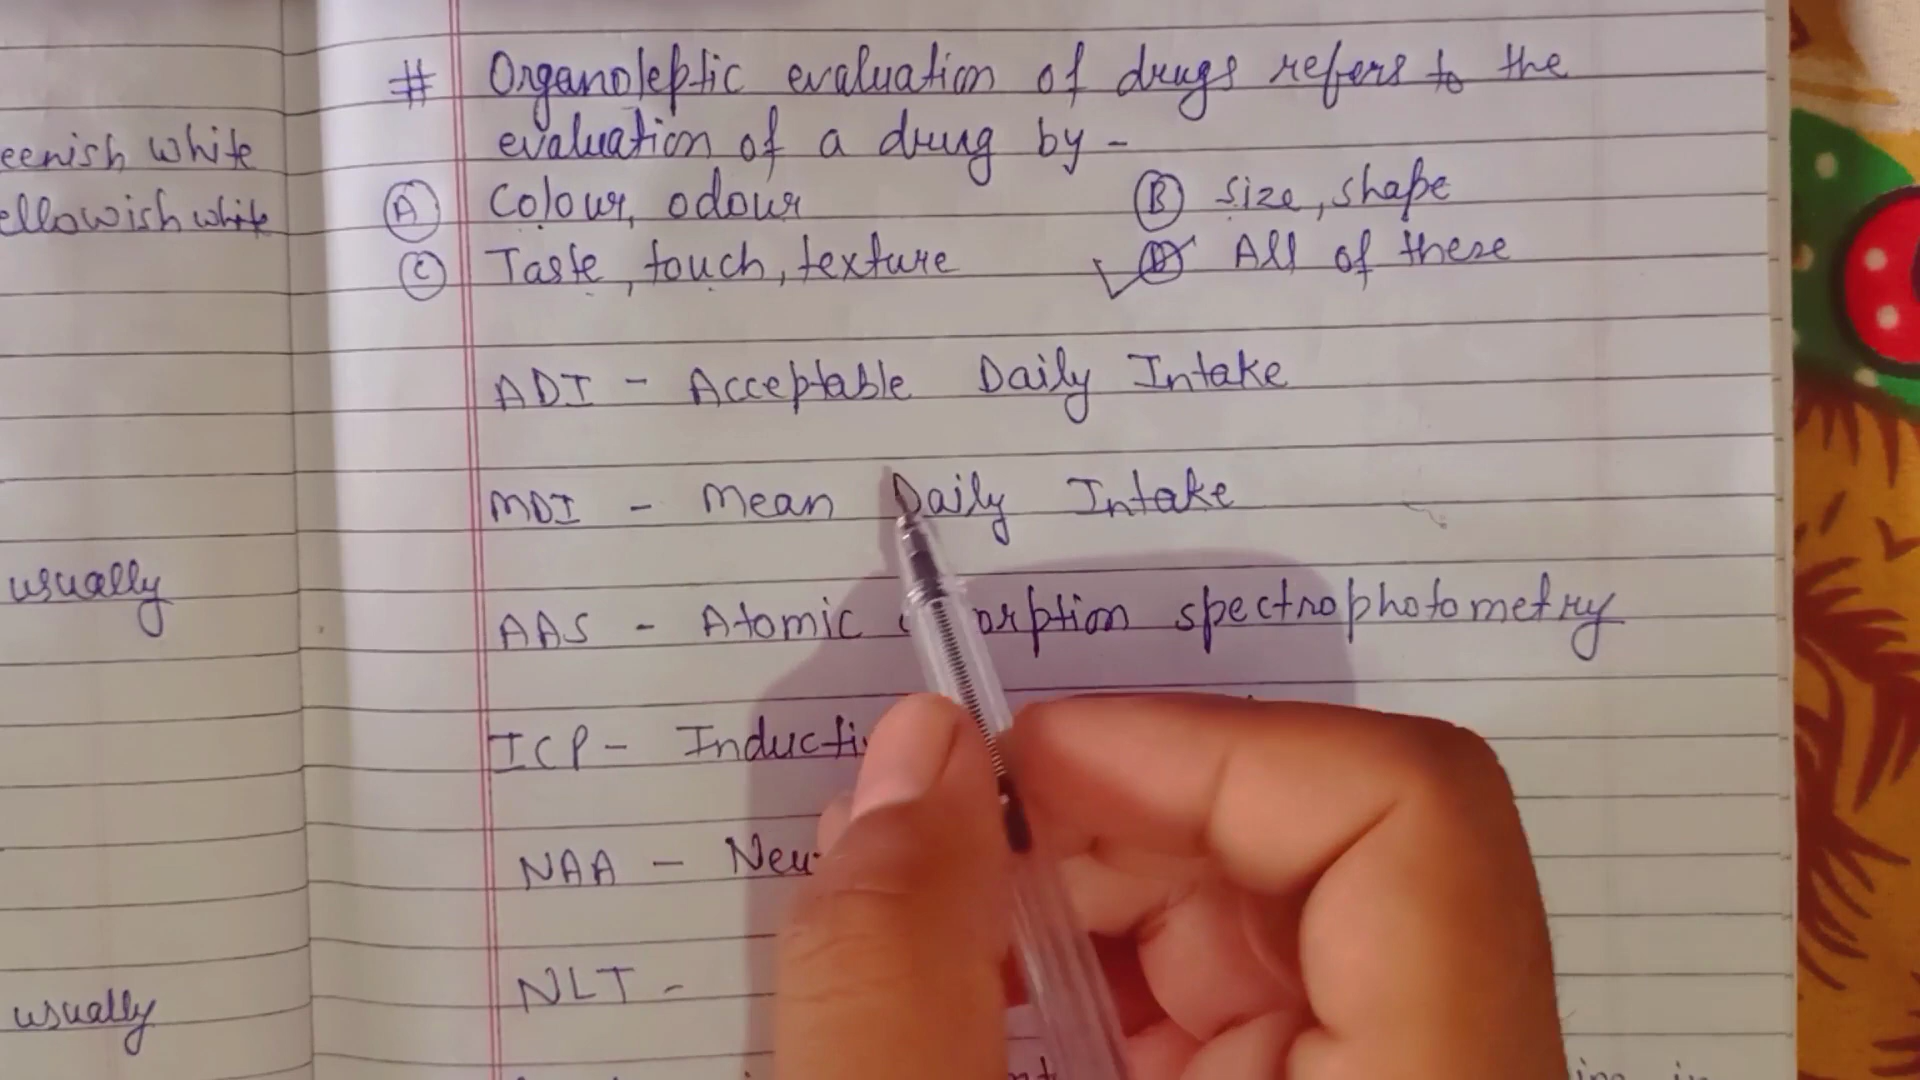 eenish white
ellowish white
usually
usually
# Organoleptic evaluation of drugs refers to the
evaluation of a drug by -
(A) Colour, odour (B) size, shape
(C) Taste, touch, texture (D) All of these
ADI - Acceptable Daily Intake
MDI - Mean Daily Intake
AAS - Atomic orption spectrophotometry
ICP - Inducti
NAA - Neu
NLT -